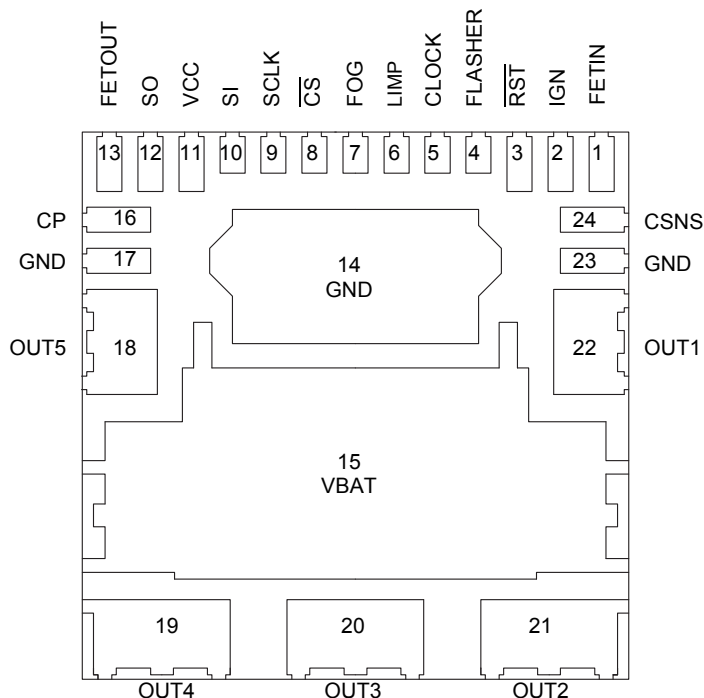 FETOUT
SO
VCC
SI
SCLK
C̅S̅
FOG
LIMP
CLOCK
FLASHER
R̅S̅T̅
IGN
FETIN
13
12
11
10
9
8
7
6
5
4
3
2
1
CP
16
24
CSNS
GND
17
14
GND
23
GND
OUT5
18
22
OUT1
15
VBAT
19
20
21
OUT4
OUT3
OUT2